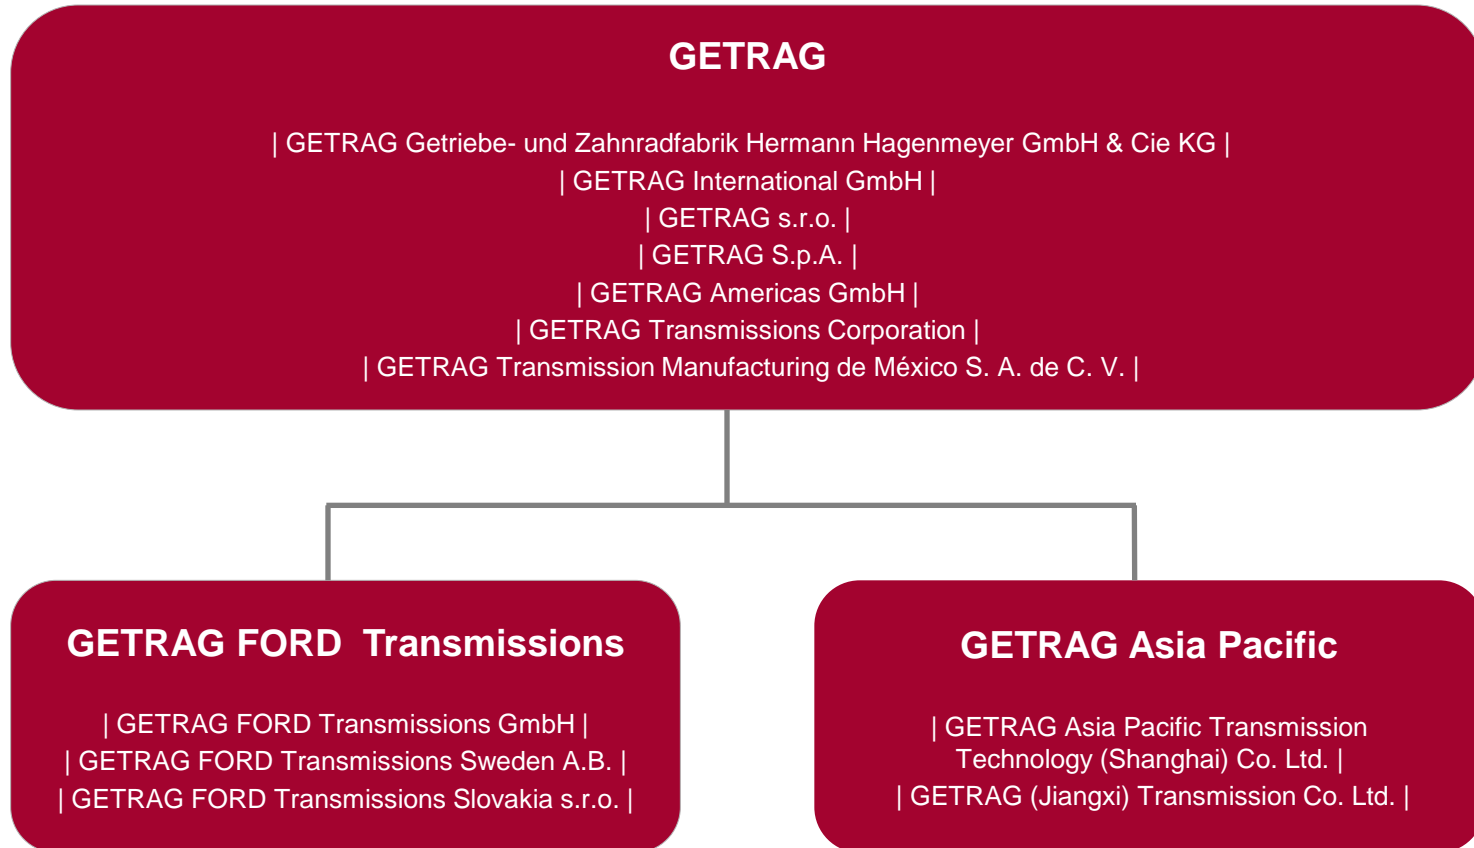 GETRAG
| GETRAG Getriebe- und Zahnradfabrik Hermann Hagenmeyer GmbH & Cie KG |
| GETRAG International GmbH |
| GETRAG s.r.o. |
| GETRAG S.p.A. |
| GETRAG Americas GmbH |
| GETRAG Transmissions Corporation |
| GETRAG Transmission Manufacturing de México S. A. de C. V. |
GETRAG FORD  Transmissions
| GETRAG FORD Transmissions GmbH |
| GETRAG FORD Transmissions Sweden A.B. |
| GETRAG FORD Transmissions Slovakia s.r.o. |
GETRAG Asia Pacific
| GETRAG Asia Pacific Transmission
Technology (Shanghai) Co. Ltd. |
| GETRAG (Jiangxi) Transmission Co. Ltd. |